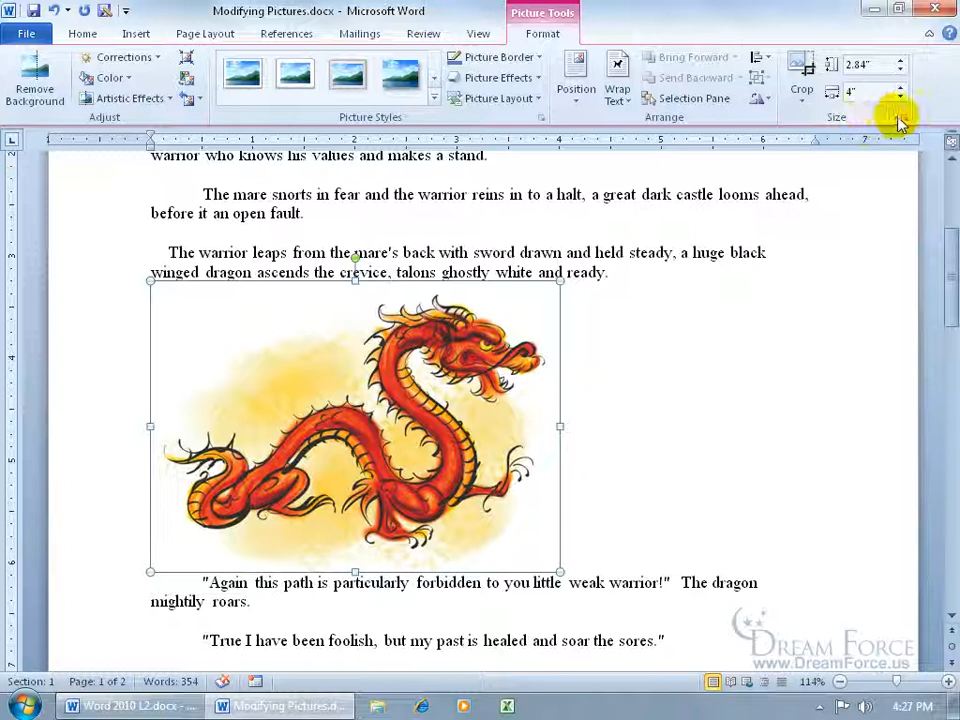 Modifying Pictures.docx - Microsoft Word
Picture Tools
File Home Insert Page Layout References Mailings Review View Format
Remove Background
Corrections
Color
Artistic Effects
Adjust
Picture Styles
Picture Border
Picture Effects
Picture Layout
Position
Wrap Text
Bring Forward
Send Backward
Selection Pane
Arrange
Crop
2.84"
4"
Size
warrior who knows his values and makes a stand.
The mare snorts in fear and the warrior reins in to a halt, a great dark castle looms ahead,
before it an open fault.
The warrior leaps from the mare's back with sword drawn and held steady, a huge black
winged dragon ascends the crevice, talons ghostly white and ready.
"Again this path is particularly forbidden to you little weak warrior!" The dragon
mightily roars.
"True I have been foolish, but my past is healed and soar the sores."
DREAM FORCE
www.DreamForce.us
Section: 1 Page: 1 of 2 Words: 354 114%
Word 2010 L2.docx - ...
Modifying Pictures.d...
4:27 PM